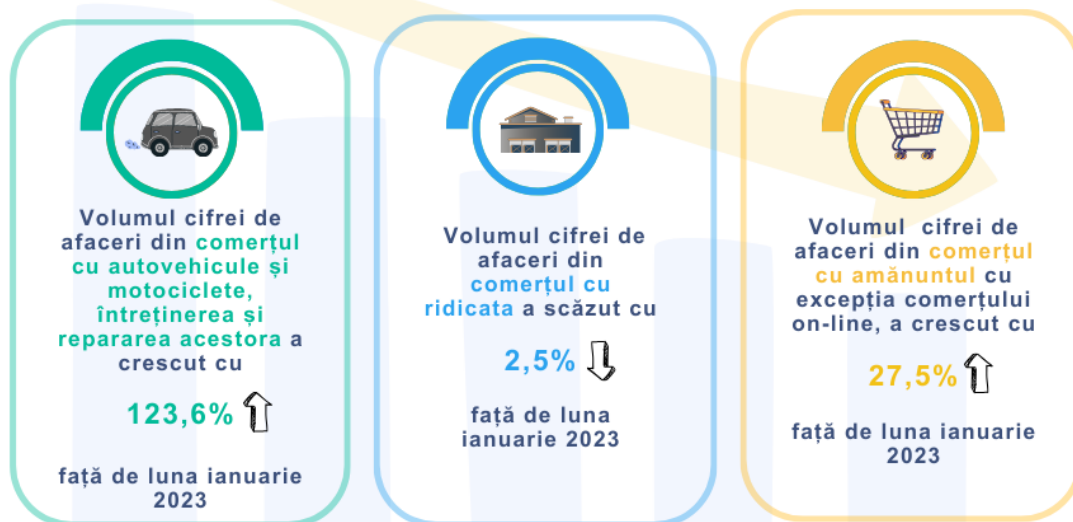 Volumul cifrei de
afaceri din comerțul
cu autovehicule și
motociclete,
întreținerea și
repararea acestora a
crescut cu
123,6%
față de luna ianuarie
2023
Volumul cifrei de
afaceri din
comerțul cu
ridicata a scăzut cu
2,5%
față de luna
ianuarie 2023
Volumul cifrei de
afaceri din comerțul
cu amănuntul cu
excepția comerțului
on-line, a crescut cu
27,5%
față de luna ianuarie
2023